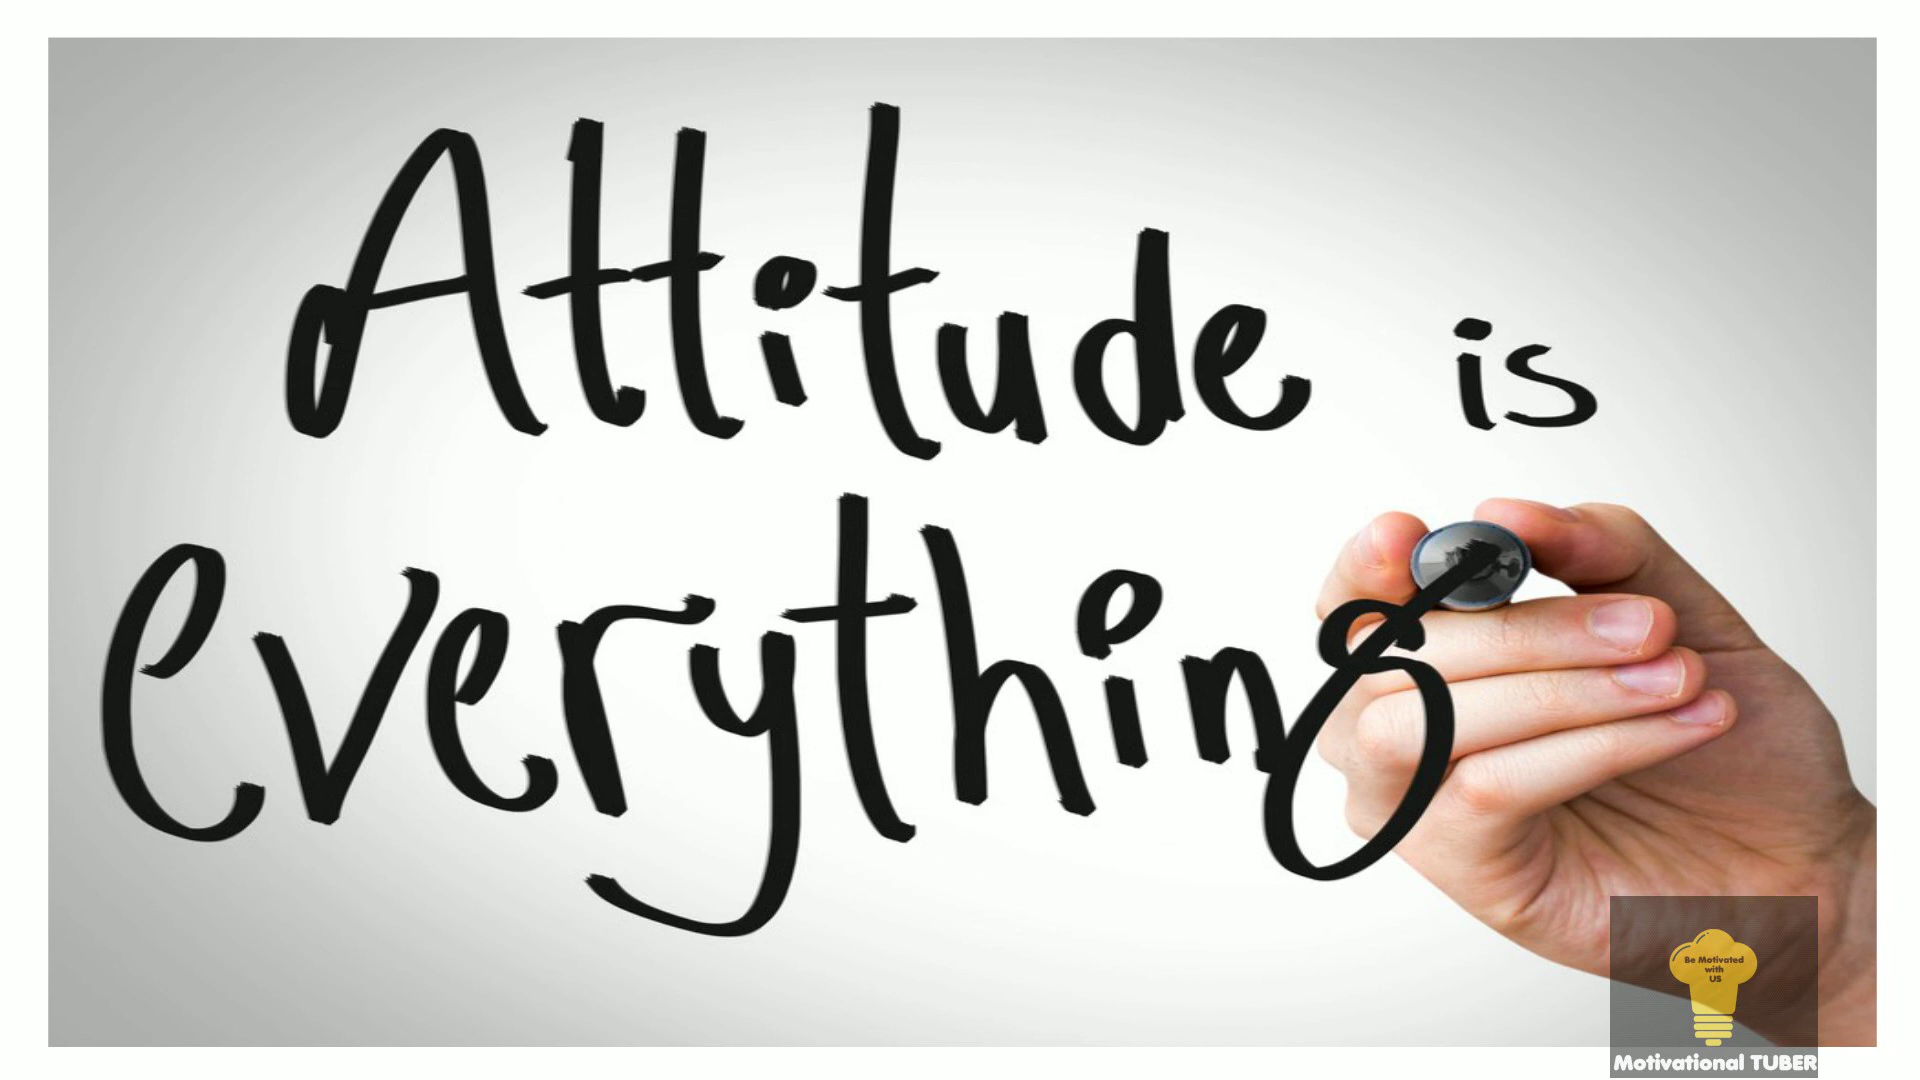 Attitude is
everything
Be Motivated
with
US
Motivational TUBER